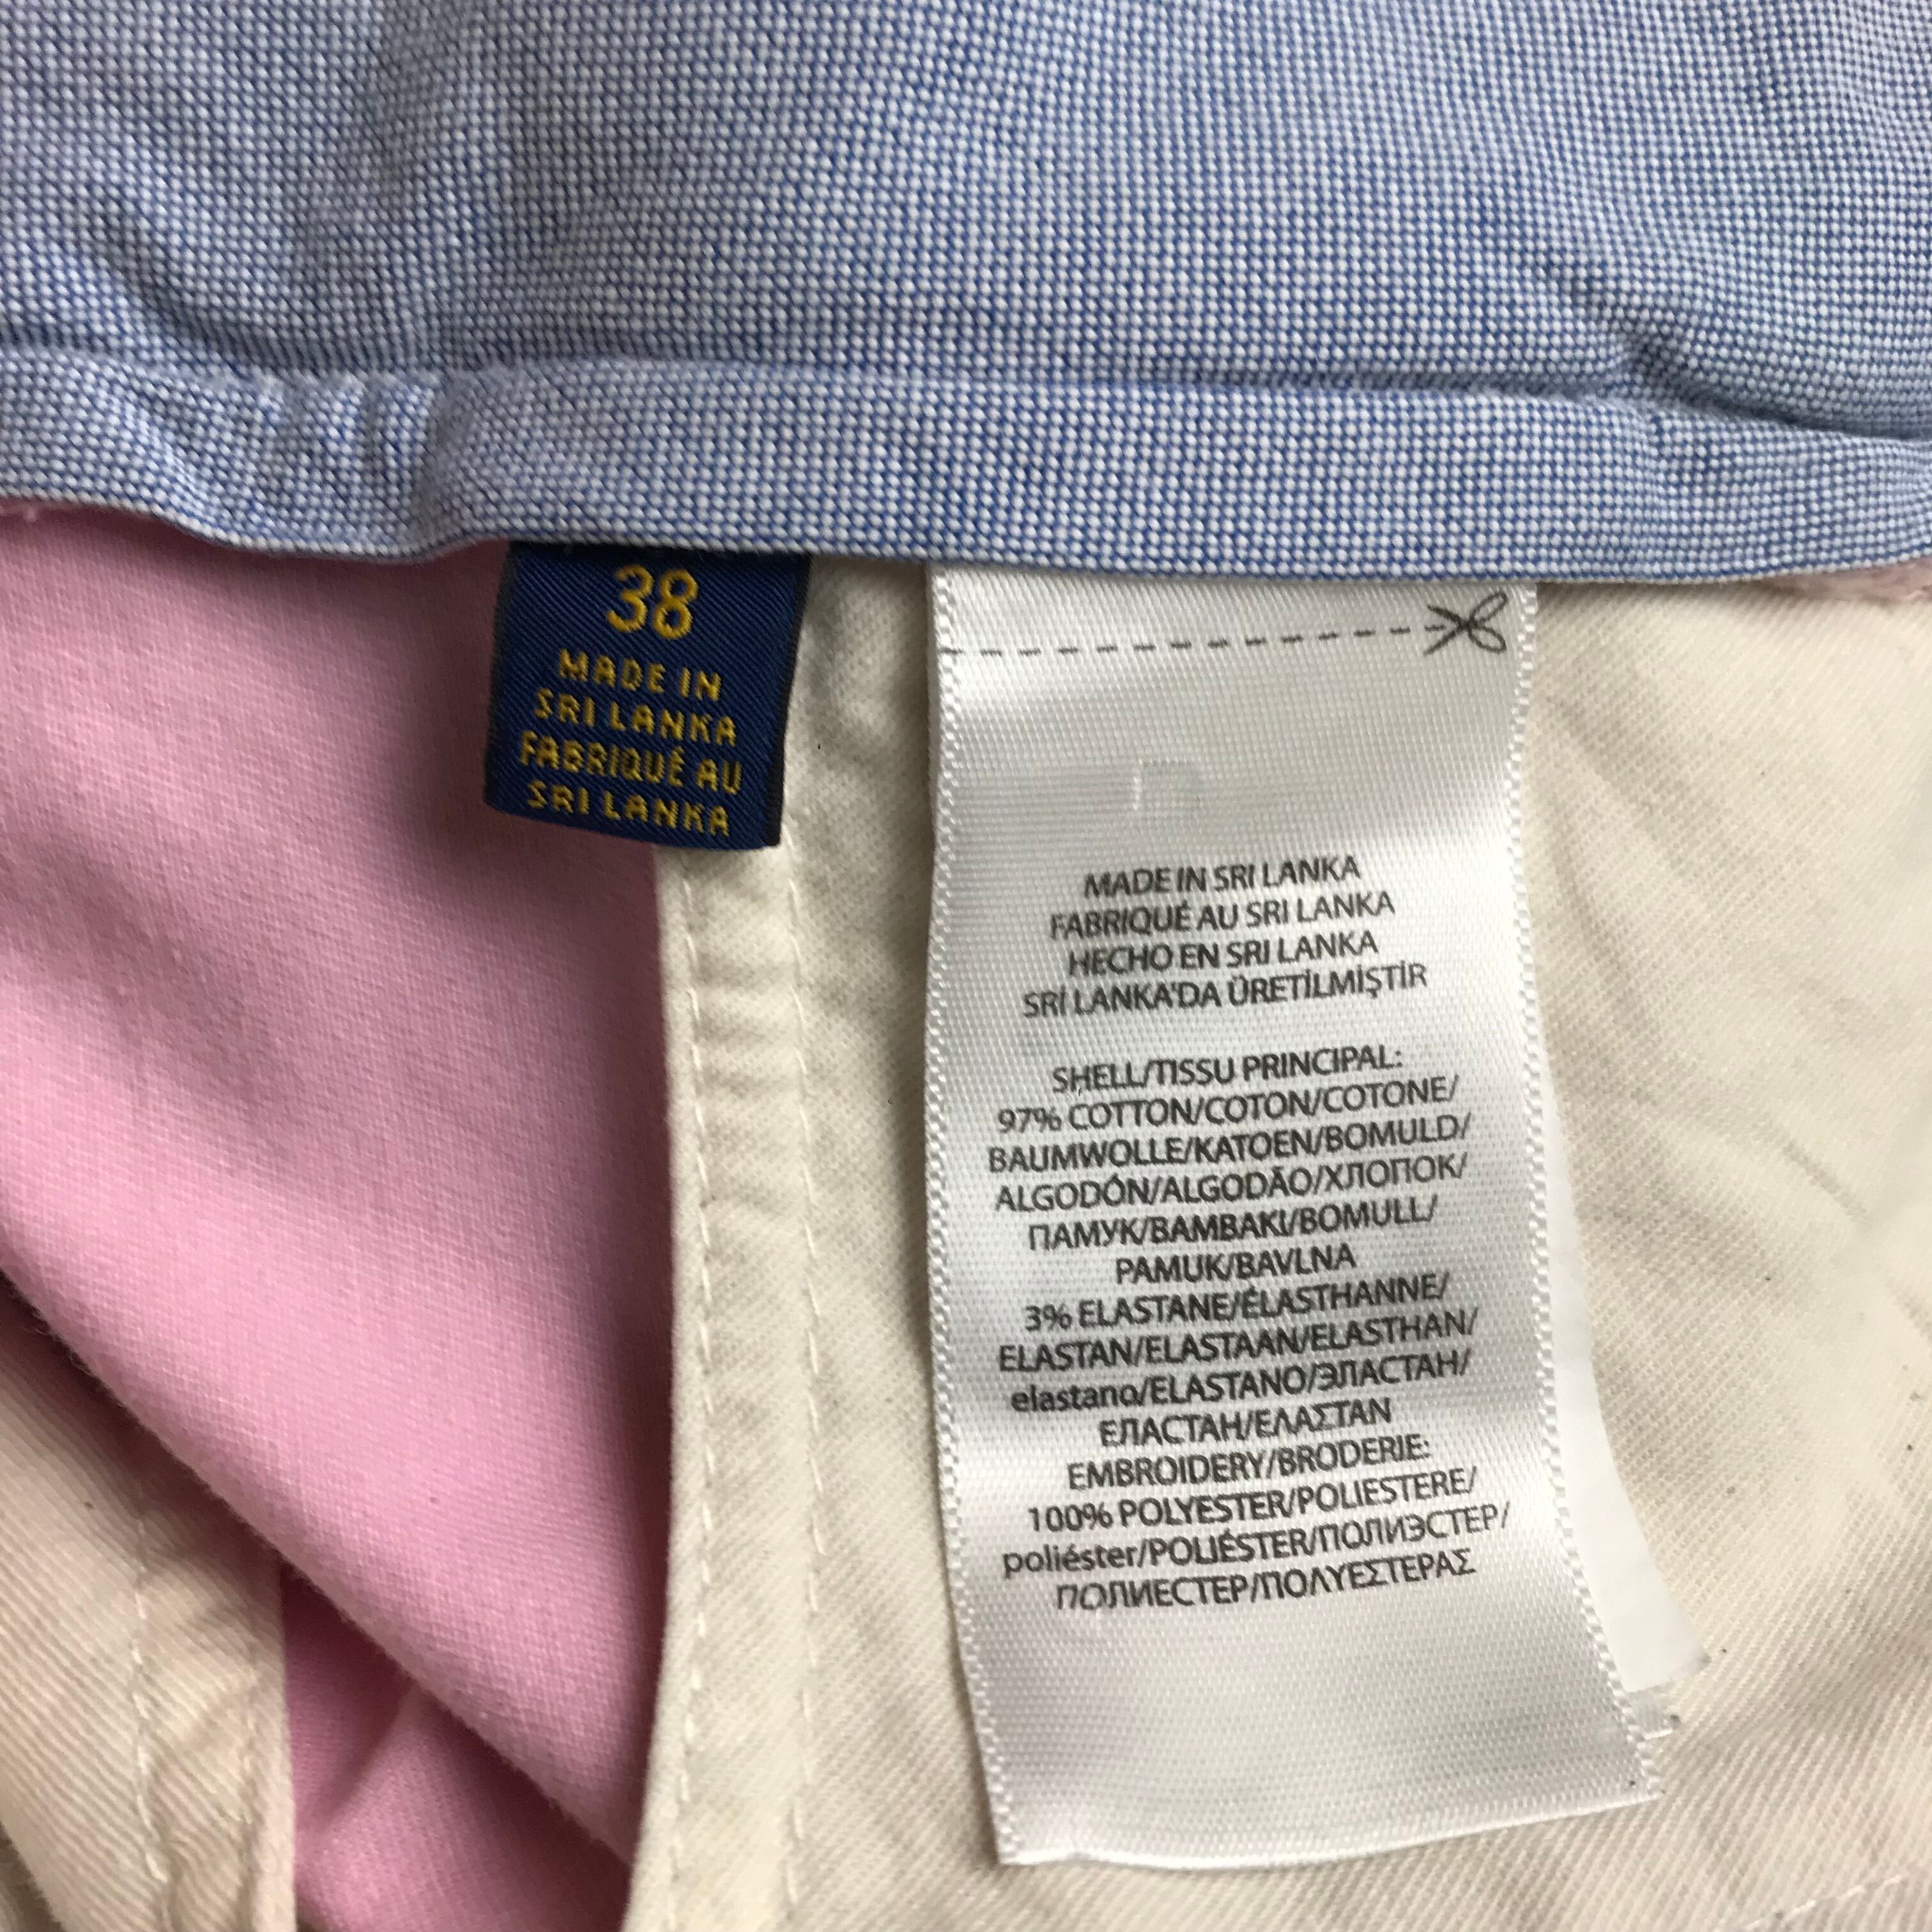 38
MADE IN
SRI LANKA
FABRIQUÉ AU
SRI LANKA
MADE IN SRI LANKA
FABRIQUÉ AU SRI LANKA
HECHO EN SRI LANKA
SRİ LANKA'DA ÜRETİLMİŞTİR
SHELL/TISSU PRINCIPAL:
97% COTTON/COTON/COTONE/
BAUMWOLLE/KATOEN/BOMULD/
ALGODÓN/ALGODÃO/ХЛОПОК/
ПАМУК/BAMBAKI/BOMULL/
PAMUK/BAVLNA
3% ELASTANE/ÉLASTHANNE/
ELASTAN/ELASTAAN/ELASTHAN/
elastano/ELASTANO/ЭЛАСТАН/
ЕЛАСТАН/ΕΛΑΣΤΑΝ
EMBROIDERY/BRODERIE:
100% POLYESTER/POLIESTERE/
poliéster/POLIÉSTER/ПОЛИЭСТЕР/
ПОЛИЕСТЕР/ΠΟΛΥΕΣΤΕΡΑΣ